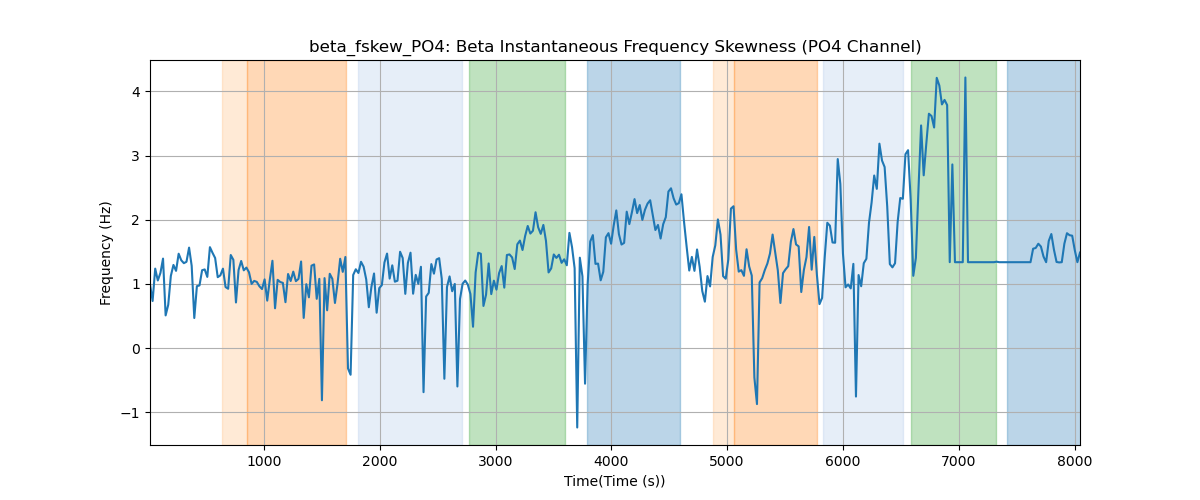 beta_fskew_PO4: Beta Instantaneous Frequency Skewness (PO4 Channel)
Frequency (Hz)
4
3
2
1
0
−1
1000 2000 3000 4000 5000 6000 7000 8000
Time(Time (s))